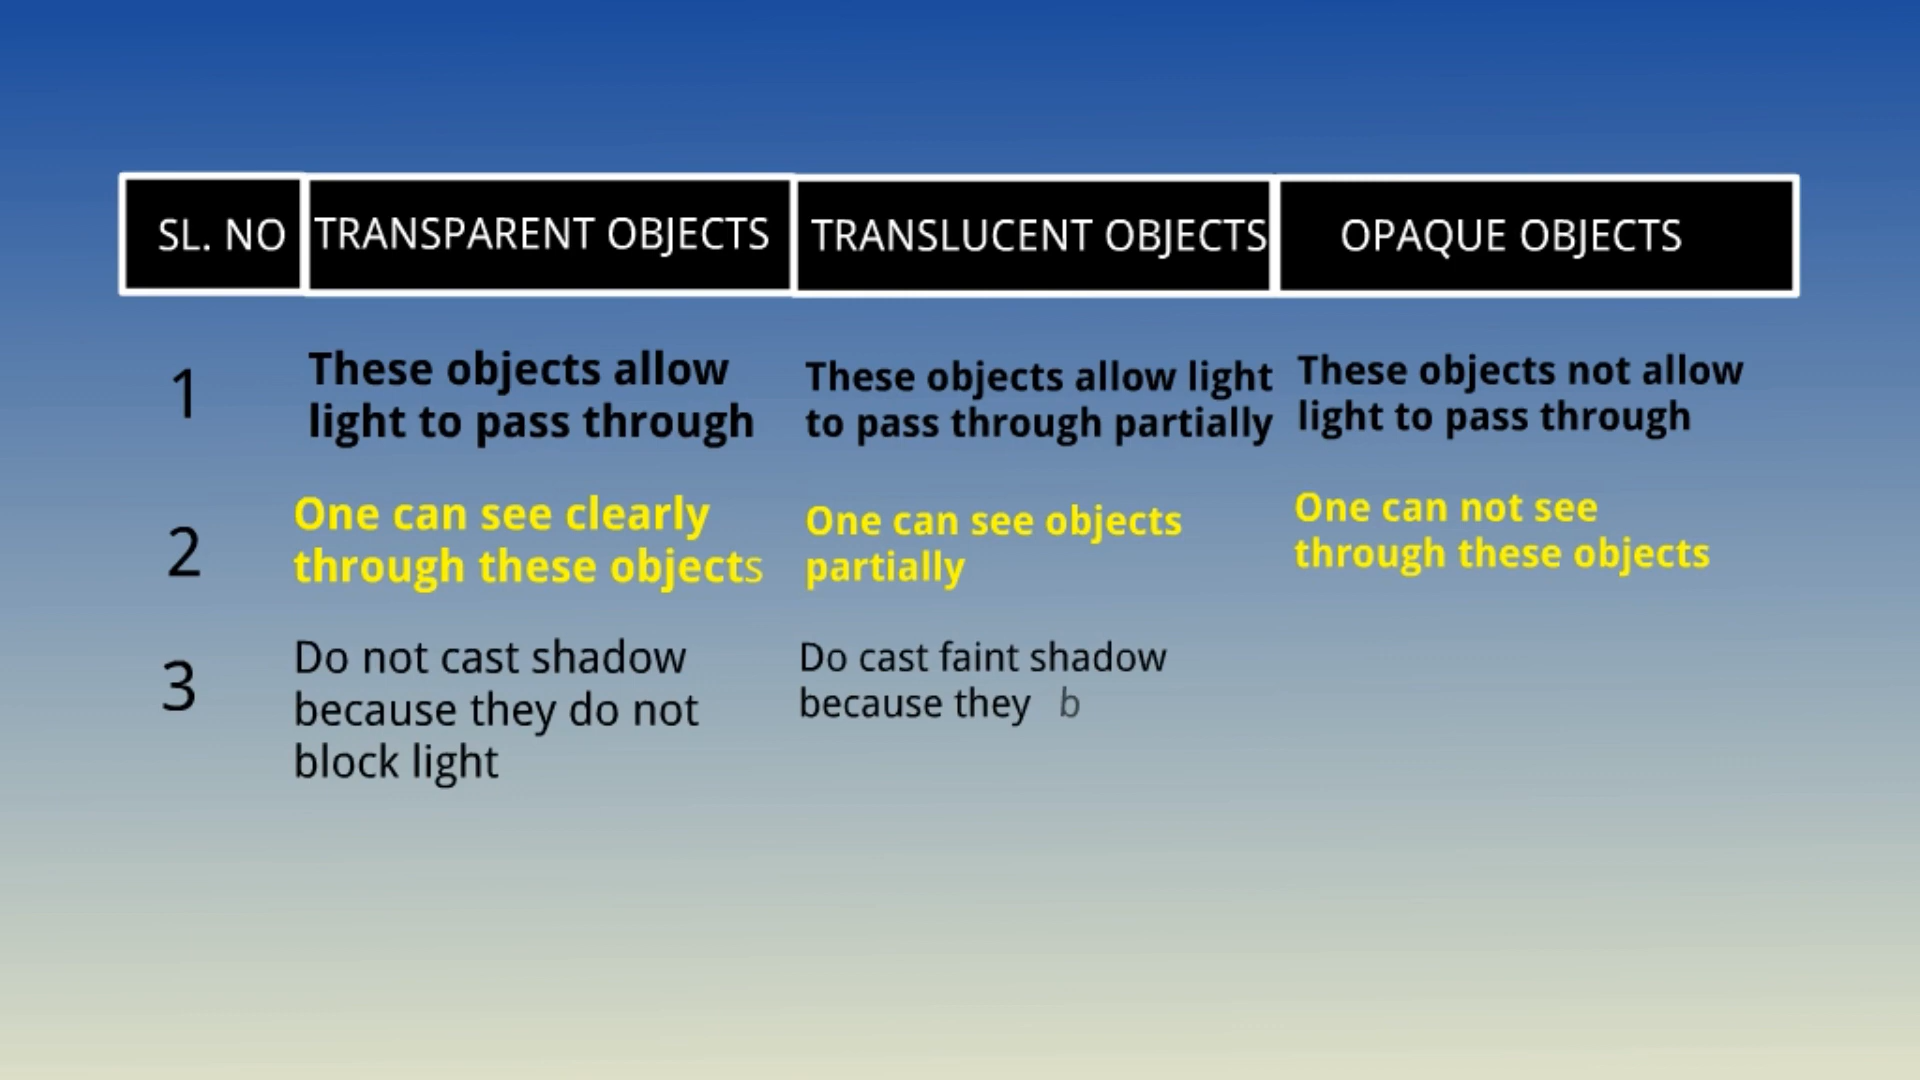 SL. NO
TRANSPARENT OBJECTS
TRANSLUCENT OBJECTS
OPAQUE OBJECTS
1
These objects allow
light to pass through
These objects allow light
to pass through partially
These objects not allow
light to pass through
2
One can see clearly
through these objects
One can see objects
partially
One can not see
through these objects
3
Do not cast shadow
because they do not
block light
Do cast faint shadow
because they b